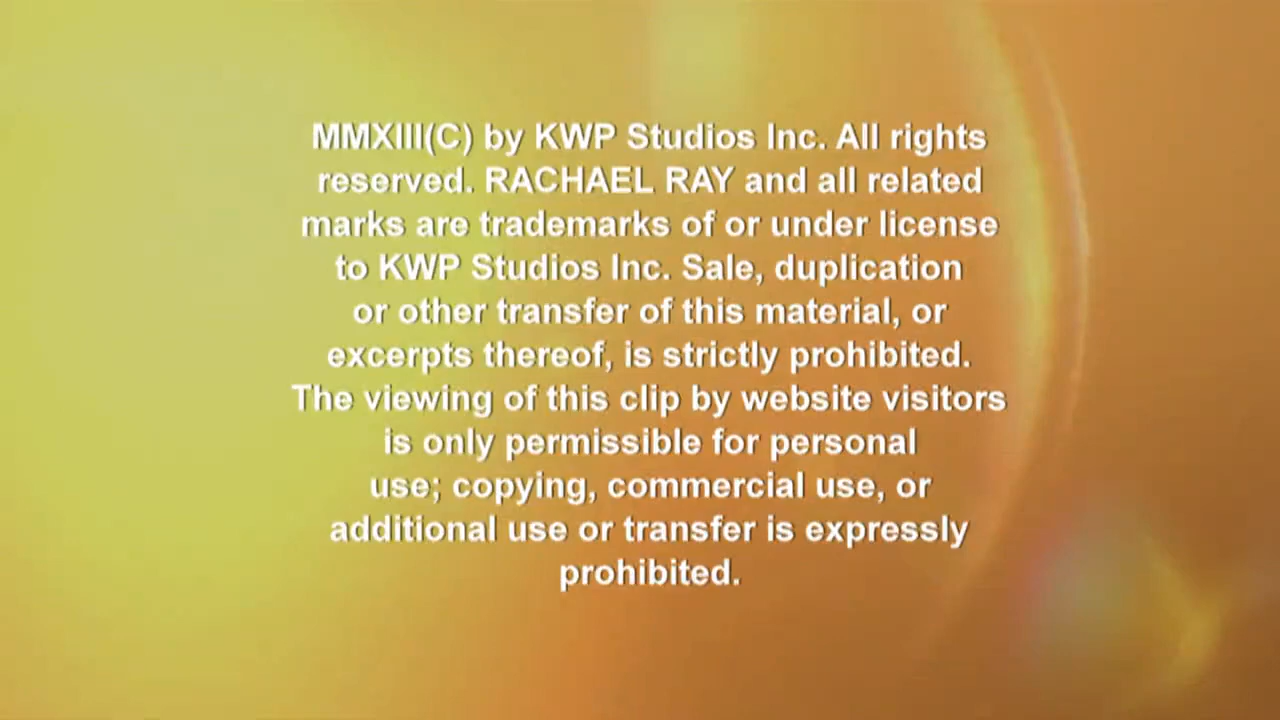 MMXIII(C) by KWP Studios Inc. All rights
reserved. RACHAEL RAY and all related
marks are trademarks of or under license
to KWP Studios Inc. Sale, duplication
or other transfer of this material, or
excerpts thereof, is strictly prohibited.
The viewing of this clip by website visitors
is only permissible for personal
use; copying, commercial use, or
additional use or transfer is expressly
prohibited.